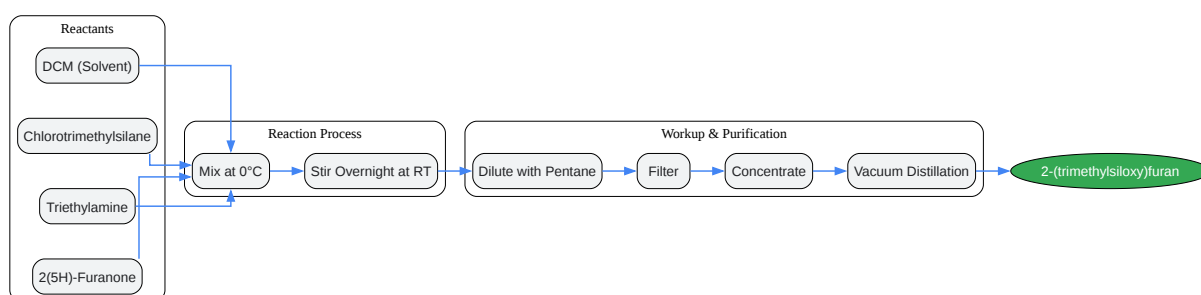 Reactants
DCM (Solvent)
Chlorotrimethylsilane
Triethylamine
2(5H)-Furanone
Reaction Process
Mix at 0°C
Stir Overnight at RT
Workup & Purification
Dilute with Pentane
Filter
Concentrate
Vacuum Distillation
2-(trimethylsiloxy)furan